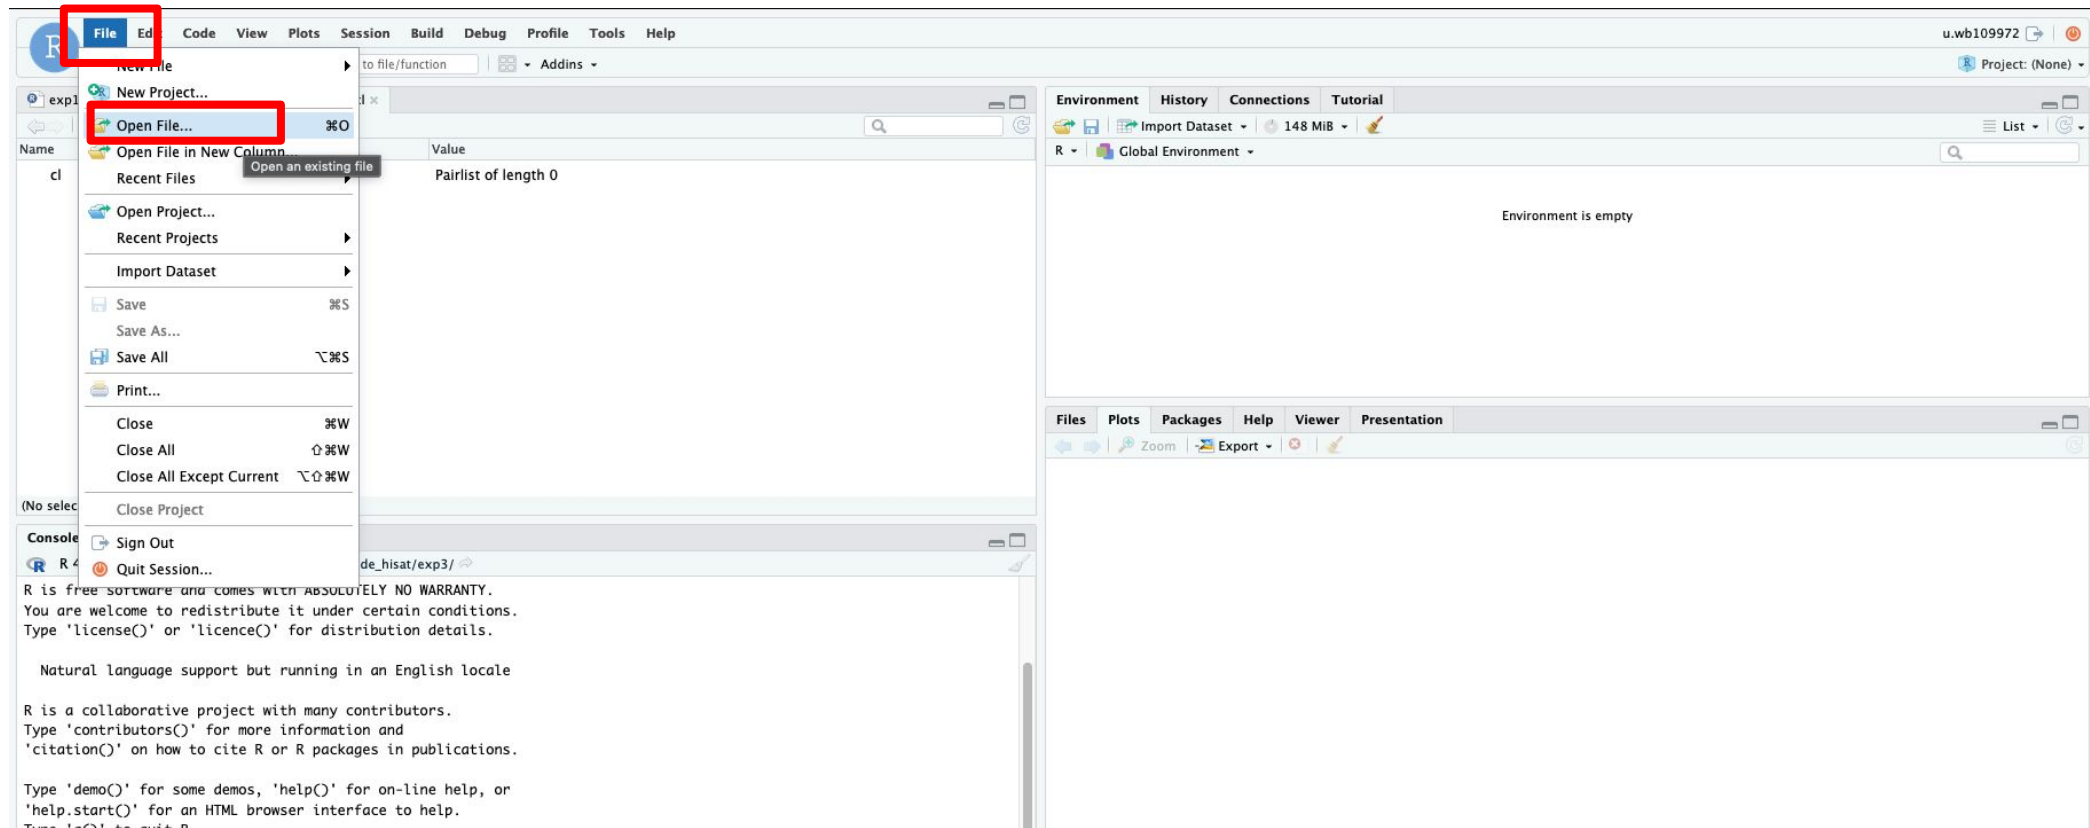 File Ed Code View Plots Session Build Debug Profile Tools Help
u.wb109972
R
New File
to file/function
Addins
Project: (None)
exp1
New Project...
Open File... ⌘O
Name
Value
Open File in New Column...
Open an existing file
cl
Pairlist of length 0
Recent Files
Open Project...
Recent Projects
Import Dataset
Save ⌘S
Save As...
Save All ⌥⌘S
Print...
Close ⌘W
Close All ⇧⌘W
Close All Except Current ⌥⇧⌘W
(No selec
Close Project
Sign Out
Quit Session...
Environment History Connections Tutorial
Import Dataset 148 MiB List
R Global Environment
Environment is empty
Files Plots Packages Help Viewer Presentation
Zoom Export
Console
R 4 de_hisat/exp3/
R is free software and comes with ABSOLUTELY NO WARRANTY.
You are welcome to redistribute it under certain conditions.
Type 'license()' or 'licence()' for distribution details.
Natural language support but running in an English locale
R is a collaborative project with many contributors.
Type 'contributors()' for more information and
'citation()' on how to cite R or R packages in publications.
Type 'demo()' for some demos, 'help()' for on-line help, or
'help.start()' for an HTML browser interface to help.
Type 'q()' to quit R.